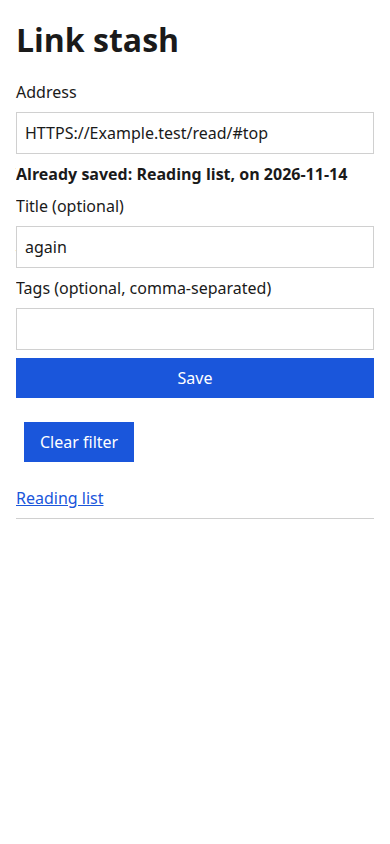 Link stash
Address
HTTPS://Example.test/read/#top
Already saved: Reading list, on 2026-11-14
Title (optional)
again
Tags (optional, comma-separated)
Save
Clear filter
Reading list